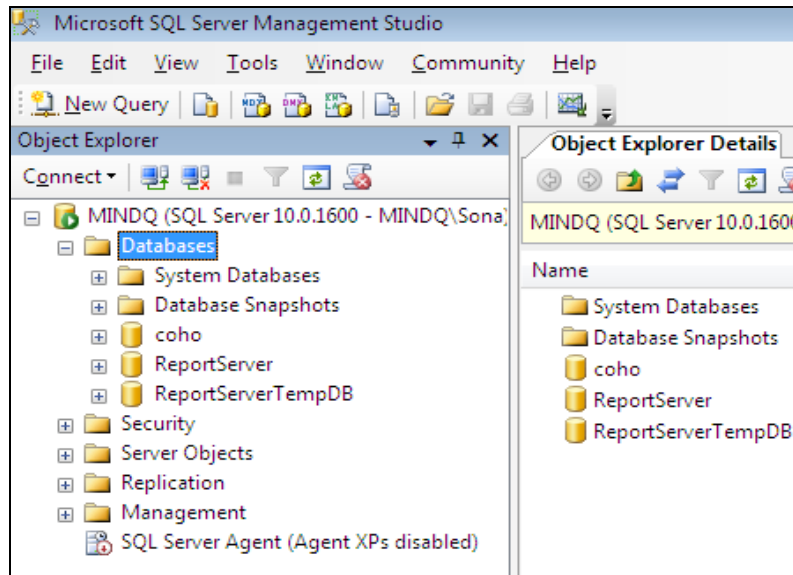 Microsoft SQL Server Management Studio
File Edit View Tools Window Community Help
New Query
Object Explorer
Connect
MINDQ (SQL Server 10.0.1600 - MINDQ\Sona)
Databases
System Databases
Database Snapshots
coho
ReportServer
ReportServerTempDB
Security
Server Objects
Replication
Management
SQL Server Agent (Agent XPs disabled)
Object Explorer Details
MINDQ (SQL Server 10.0.160
Name
System Databases
Database Snapshots
coho
ReportServer
ReportServerTempDB